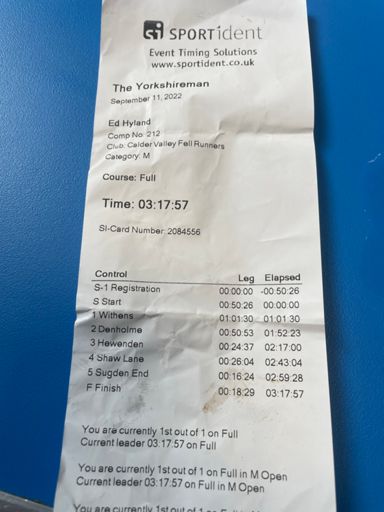 SPORTident
Event Timing Solutions
www.sportident.co.uk
The Yorkshireman
September 11, 2022
Ed Hyland
Comp No: 212
Club: Calder Valley Fell Runners
Category: M
Course: Full
Time: 03:17:57
SI-Card Number: 2084556
Control Leg Elapsed
S-1 Registration 00:00:00 -00:50:26
S Start 00:50:26 00:00:00
1 Withens 01:01:30 01:01:30
2 Denholme 00:50:53 01:52:23
3 Hewenden 00:24:37 02:17:00
4 Shaw Lane 00:26:04 02:43:04
5 Sugden End 00:16:24 02:59:28
F Finish 00:18:29 03:17:57
You are currently 1st out of 1 on Full
Current leader 03:17:57 on Full
You are currently 1st out of 1 on Full in M Open
Current leader 03:17:57 on Full in M Open
You are currently 1st out of 1